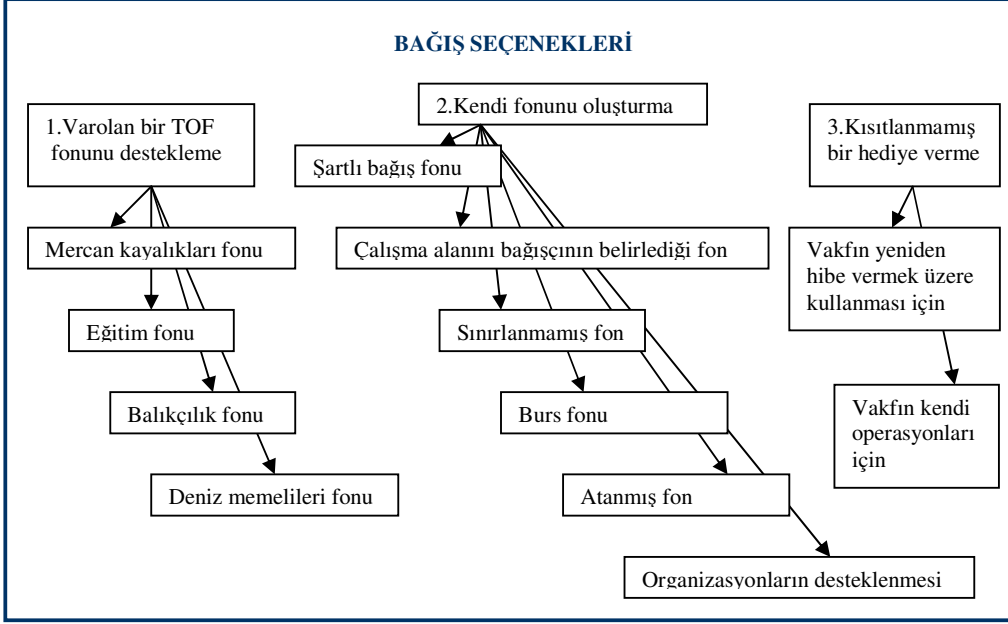 BAĞIŞ SEÇENEKLERİ
1.Varolan bir TOF
fonunu destekleme
Mercan kayalıkları fonu
Eğitim fonu
Balıkçılık fonu
Deniz memelileri fonu
2.Kendi fonunu oluşturma
Şartlı bağış fonu
Çalışma alanını bağışçının belirlediği fon
Sınırlanmamış fon
Burs fonu
Atanmış fon
Organizasyonların desteklenmesi
3.Kısıtlanmamış
bir hediye verme
Vakfın yeniden
hibe vermek üzere
kullanması için
Vakfın kendi
operasyonları
için